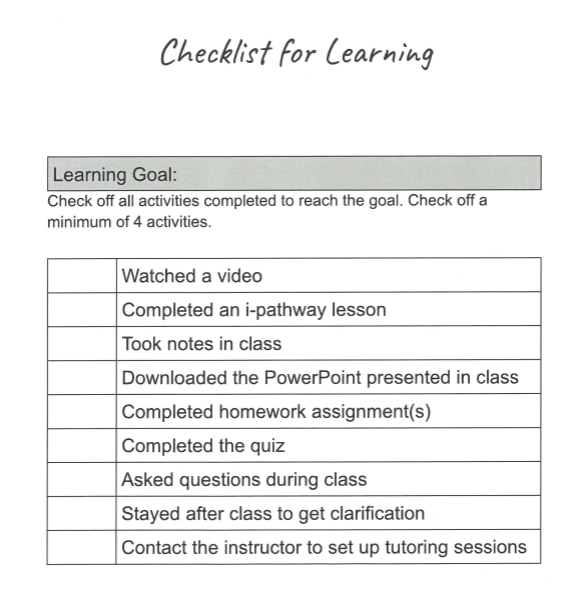 Checklist for Learning
Learning Goal:
Check off all activities completed to reach the goal. Check off a
minimum of 4 activities.
Watched a video
Completed an i-pathway lesson
Took notes in class
Downloaded the PowerPoint presented in class
Completed homework assignment(s)
Completed the quiz
Asked questions during class
Stayed after class to get clarification
Contact the instructor to set up tutoring sessions